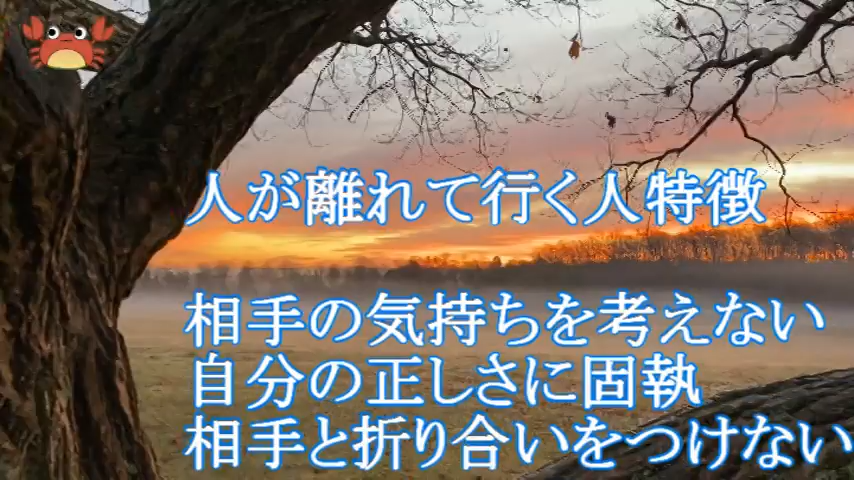 人が離れて行く人特徴
相手の気持ちを考えない
自分の正しさに固執
相手と折り合いをつけない